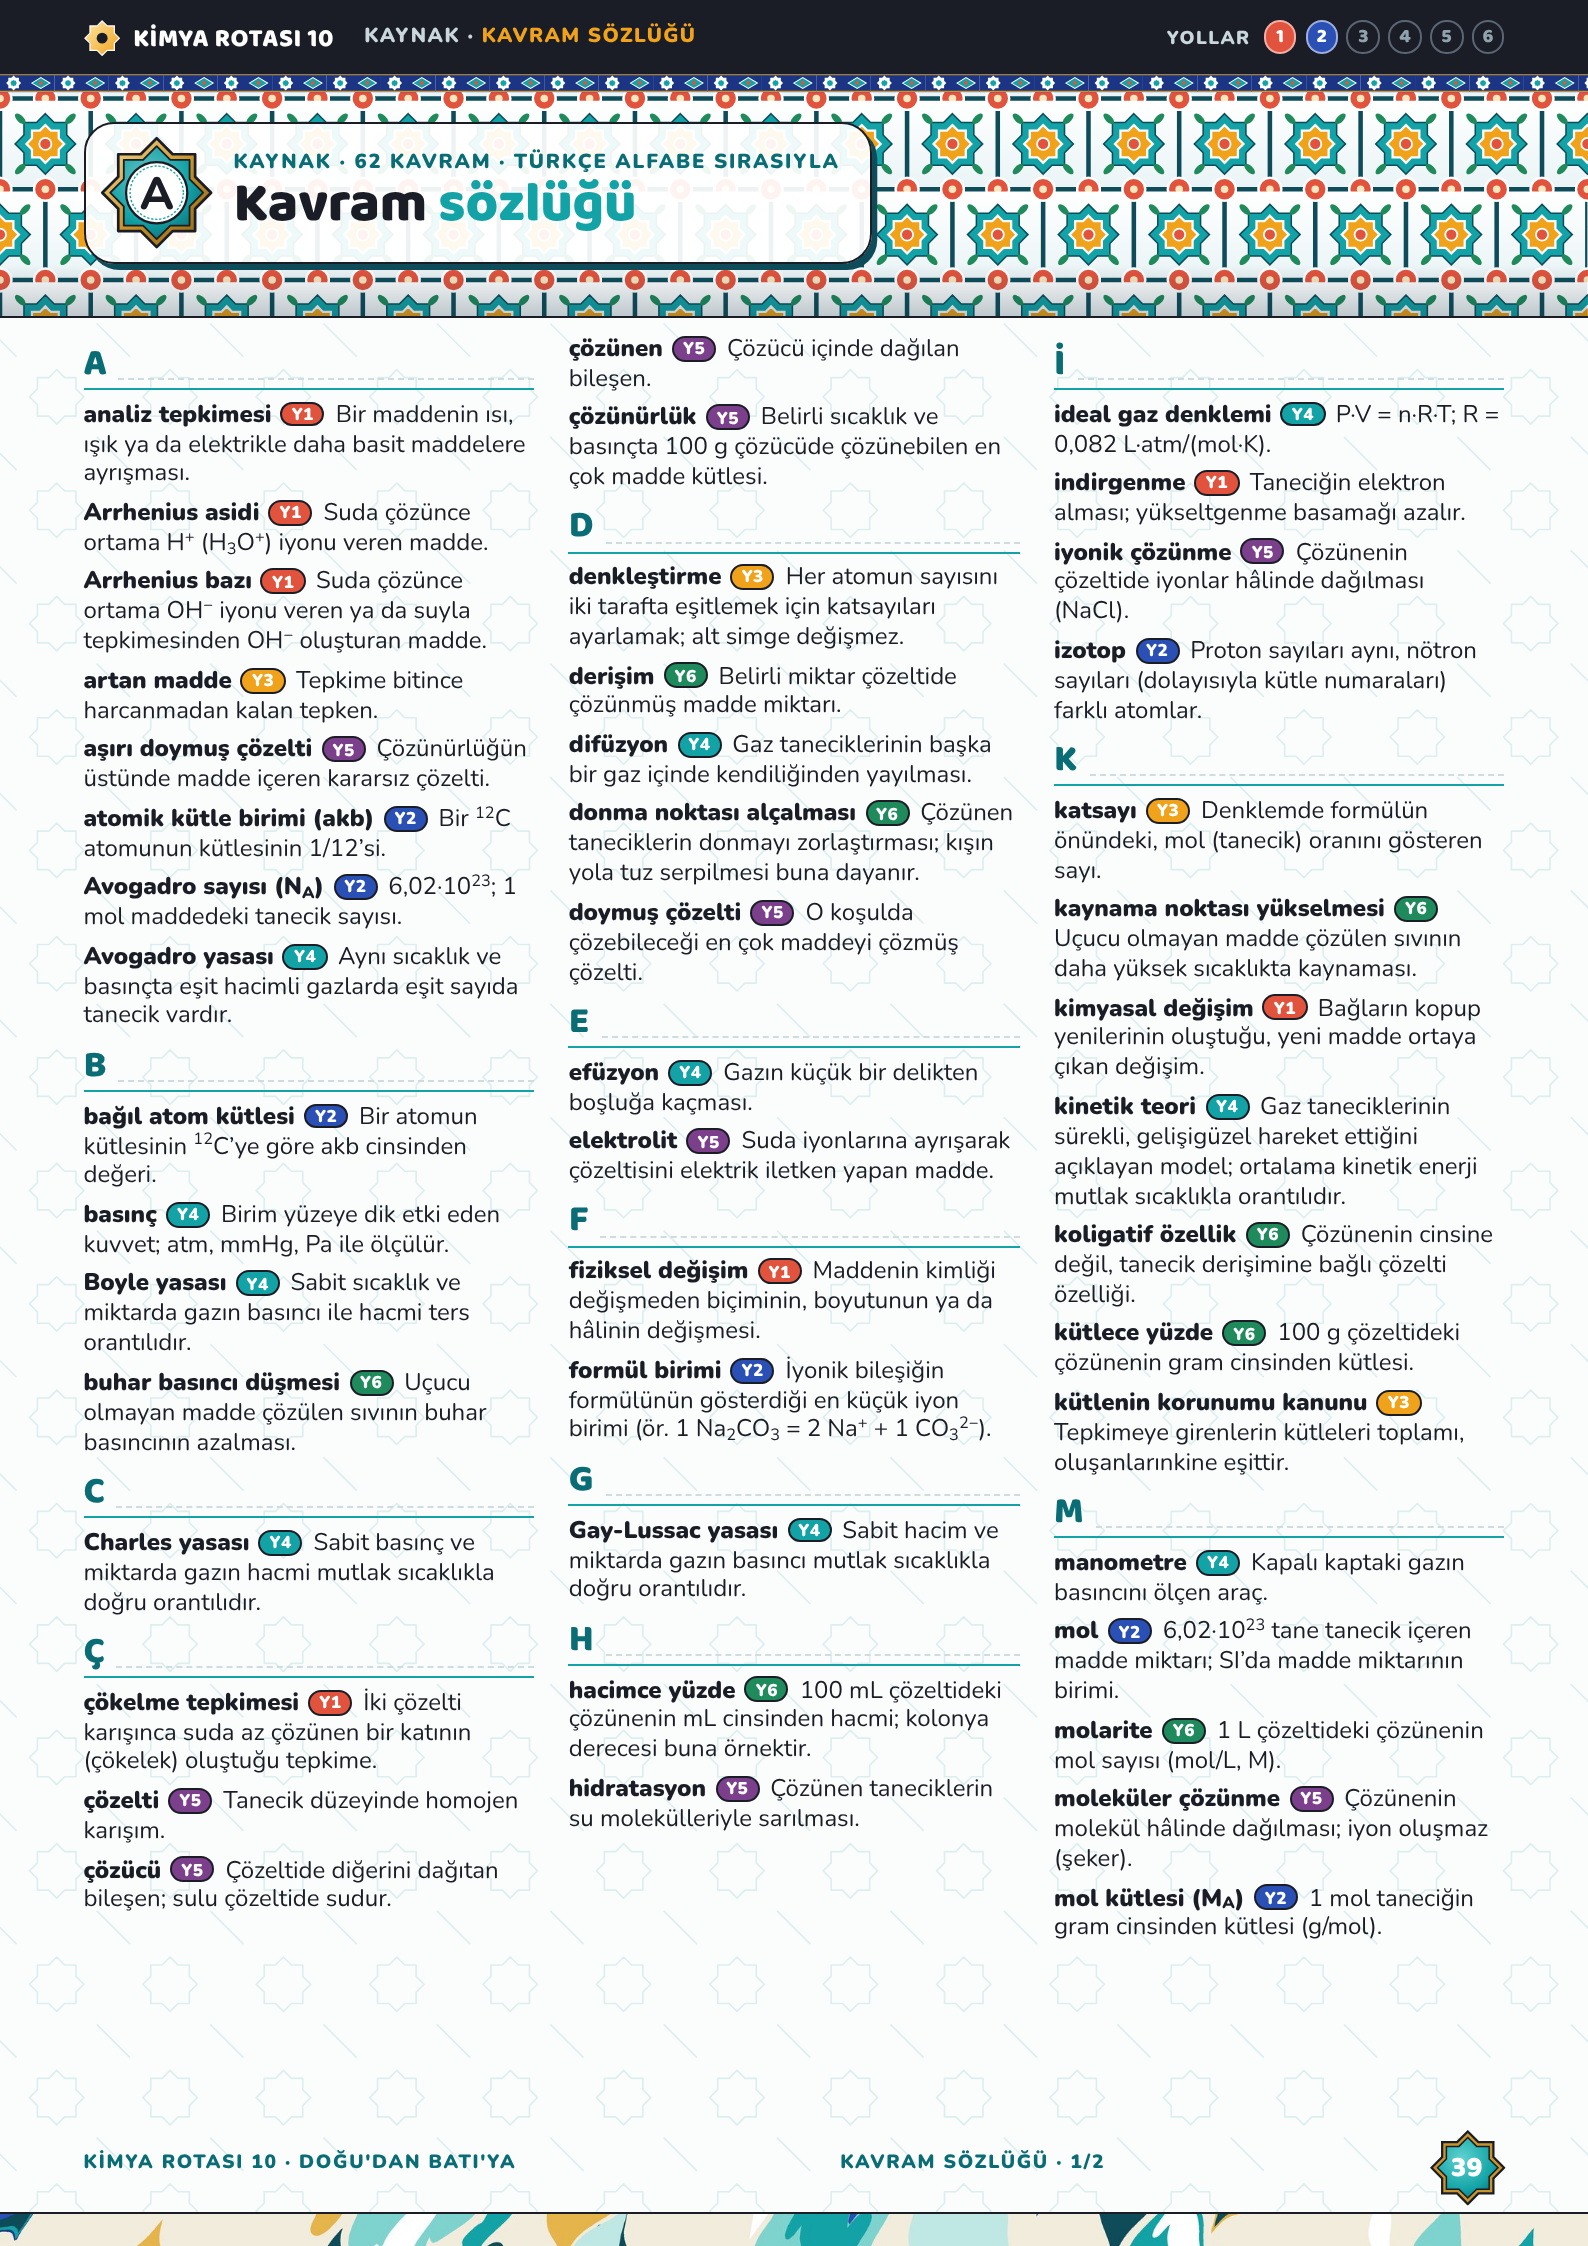 KİMYA ROTASI 10 KAYNAK · KAVRAM SÖZLÜĞÜ YOLLAR 1 2 3 4 5 6
A
KAYNAK · 62 KAVRAM · TÜRKÇE ALFABE SIRASIYLA
Kavram sözlüğü
A
analiz tepkimesi Y1 Bir maddenin ısı,
ışık ya da elektrikle daha basit maddelere
ayrışması.
Arrhenius asidi Y1 Suda çözünce
ortama H⁺ (H₃O⁺) iyonu veren madde.
Arrhenius bazı Y1 Suda çözünce
ortama OH⁻ iyonu veren ya da suyla
tepkimesinden OH⁻ oluşturan madde.
artan madde Y3 Tepkime bitince
harcanmadan kalan tepken.
aşırı doymuş çözelti Y5 Çözünürlüğün
üstünde madde içeren kararsız çözelti.
atomik kütle birimi (akb) Y2 Bir ¹²C
atomunun kütlesinin 1/12’si.
Avogadro sayısı (N_A) Y2 6,02·10²³; 1
mol maddedeki tanecik sayısı.
Avogadro yasası Y4 Aynı sıcaklık ve
basınçta eşit hacimli gazlarda eşit sayıda
tanecik vardır.
B
bağıl atom kütlesi Y2 Bir atomun
kütlesinin ¹²C’ye göre akb cinsinden
değeri.
basınç Y4 Birim yüzeye dik etki eden
kuvvet; atm, mmHg, Pa ile ölçülür.
Boyle yasası Y4 Sabit sıcaklık ve
miktarda gazın basıncı ile hacmi ters
orantılıdır.
buhar basıncı düşmesi Y6 Uçucu
olmayan madde çözülen sıvının buhar
basıncının azalması.
C
Charles yasası Y4 Sabit basınç ve
miktarda gazın hacmi mutlak sıcaklıkla
doğru orantılıdır.
Ç
çökelme tepkimesi Y1 İki çözelti
karışınca suda az çözünen bir katının
(çökelek) oluştuğu tepkime.
çözelti Y5 Tanecik düzeyinde homojen
karışım.
çözücü Y5 Çözeltide diğerini dağıtan
bileşen; sulu çözeltide sudur.
çözünen Y5 Çözücü içinde dağılan
bileşen.
çözünürlük Y5 Belirli sıcaklık ve
basınçta 100 g çözücüde çözünebilen en
çok madde kütlesi.
D
denkleştirme Y3 Her atomun sayısını
iki tarafta eşitlemek için katsayıları
ayarlamak; alt simge değişmez.
derişim Y6 Belirli miktar çözeltide
çözünmüş madde miktarı.
difüzyon Y4 Gaz taneciklerinin başka
bir gaz içinde kendiliğinden yayılması.
donma noktası alçalması Y6 Çözünen
taneciklerin donmayı zorlaştırması; kışın
yola tuz serpilmesi buna dayanır.
doymuş çözelti Y5 O koşulda
çözebileceği en çok maddeyi çözmüş
çözelti.
E
efüzyon Y4 Gazın küçük bir delikten
boşluğa kaçması.
elektrolit Y5 Suda iyonlarına ayrışarak
çözeltisini elektrik iletken yapan madde.
F
fiziksel değişim Y1 Maddenin kimliği
değişmeden biçiminin, boyutunun ya da
hâlinin değişmesi.
formül birimi Y2 İyonik bileşiğin
formülünün gösterdiği en küçük iyon
birimi (ör. 1 Na₂CO₃ = 2 Na⁺ + 1 CO₃²⁻).
G
Gay-Lussac yasası Y4 Sabit hacim ve
miktarda gazın basıncı mutlak sıcaklıkla
doğru orantılıdır.
H
hacimce yüzde Y6 100 mL çözeltideki
çözünenin mL cinsinden hacmi; kolonya
derecesi buna örnektir.
hidratasyon Y5 Çözünen taneciklerin
su molekülleriyle sarılması.
İ
ideal gaz denklemi Y4 P·V = n·R·T; R =
0,082 L·atm/(mol·K).
indirgenme Y1 Taneciğin elektron
alması; yükseltgenme basamağı azalır.
iyonik çözünme Y5 Çözünenin
çözeltide iyonlar hâlinde dağılması
(NaCl).
izotop Y2 Proton sayıları aynı, nötron
sayıları (dolayısıyla kütle numaraları)
farklı atomlar.
K
katsayı Y3 Denklemde formülün
önündeki, mol (tanecik) oranını gösteren
sayı.
kaynama noktası yükselmesi Y6
Uçucu olmayan madde çözülen sıvının
daha yüksek sıcaklıkta kaynaması.
kimyasal değişim Y1 Bağların kopup
yenilerinin oluştuğu, yeni madde ortaya
çıkan değişim.
kinetik teori Y4 Gaz taneciklerinin
sürekli, gelişigüzel hareket ettiğini
açıklayan model; ortalama kinetik enerji
mutlak sıcaklıkla orantılıdır.
koligatif özellik Y6 Çözünenin cinsine
değil, tanecik derişimine bağlı çözelti
özelliği.
kütlece yüzde Y6 100 g çözeltideki
çözünenin gram cinsinden kütlesi.
kütlenin korunumu kanunu Y3
Tepkimeye girenlerin kütleleri toplamı,
oluşanlarınkine eşittir.
M
manometre Y4 Kapalı kaptaki gazın
basıncını ölçen araç.
mol Y2 6,02·10²³ tane tanecik içeren
madde miktarı; SI’da madde miktarının
birimi.
molarite Y6 1 L çözeltideki çözünenin
mol sayısı (mol/L, M).
moleküler çözünme Y5 Çözünenin
molekül hâlinde dağılması; iyon oluşmaz
(şeker).
mol kütlesi (M_A) Y2 1 mol taneciğin
gram cinsinden kütlesi (g/mol).
KİMYA ROTASI 10 · DOĞU'DAN BATI'YA KAVRAM SÖZLÜĞÜ · 1/2 39